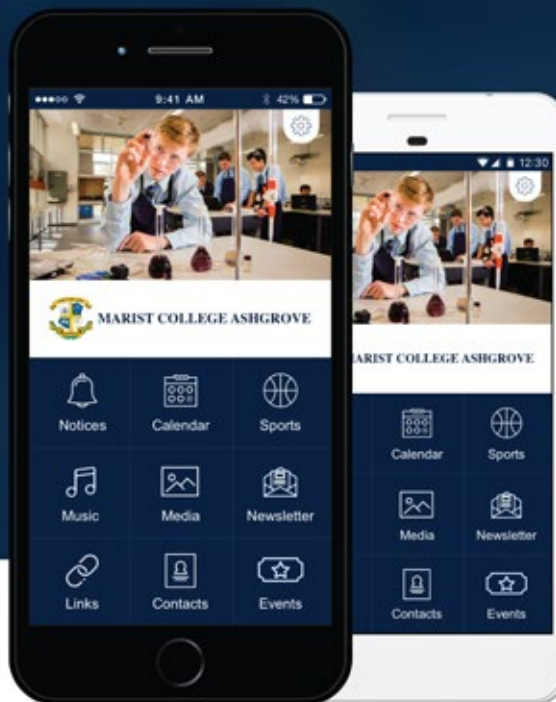 9:41 AM
42%
MARIST COLLEGE ASHGROVE
Notices
Calendar
Sports
Music
Media
Newsletter
Links
Contacts
Events
12:30
ARIST COLLEGE ASHGROVE
Calendar
Sports
Media
Newsletter
Contacts
Events